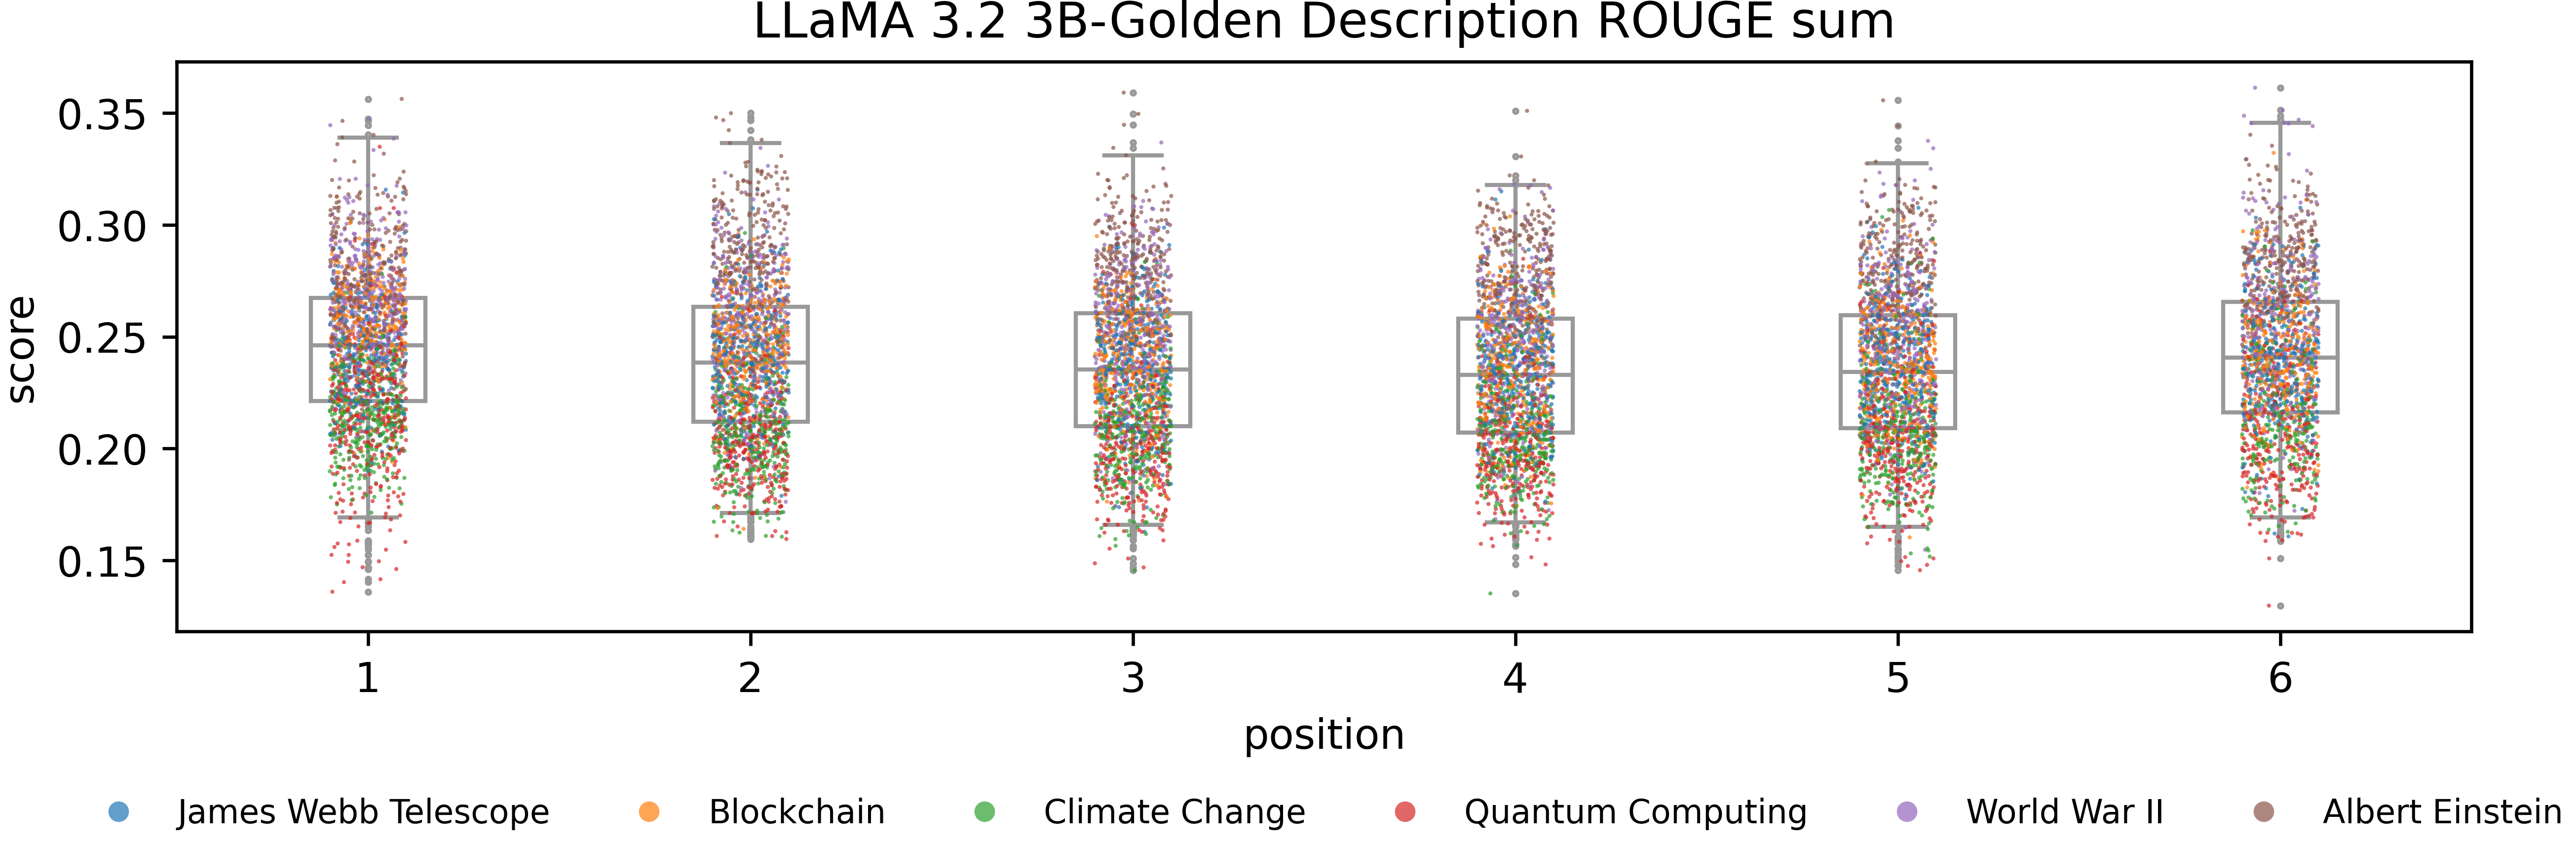 LLaMA 3.2 3B-Golden Description ROUGE sum
0.35
0.30
0.25
0.20
0.15
score
1 2 3 4 5 6
position
James Webb Telescope Blockchain Climate Change Quantum Computing World War II Albert Einstein